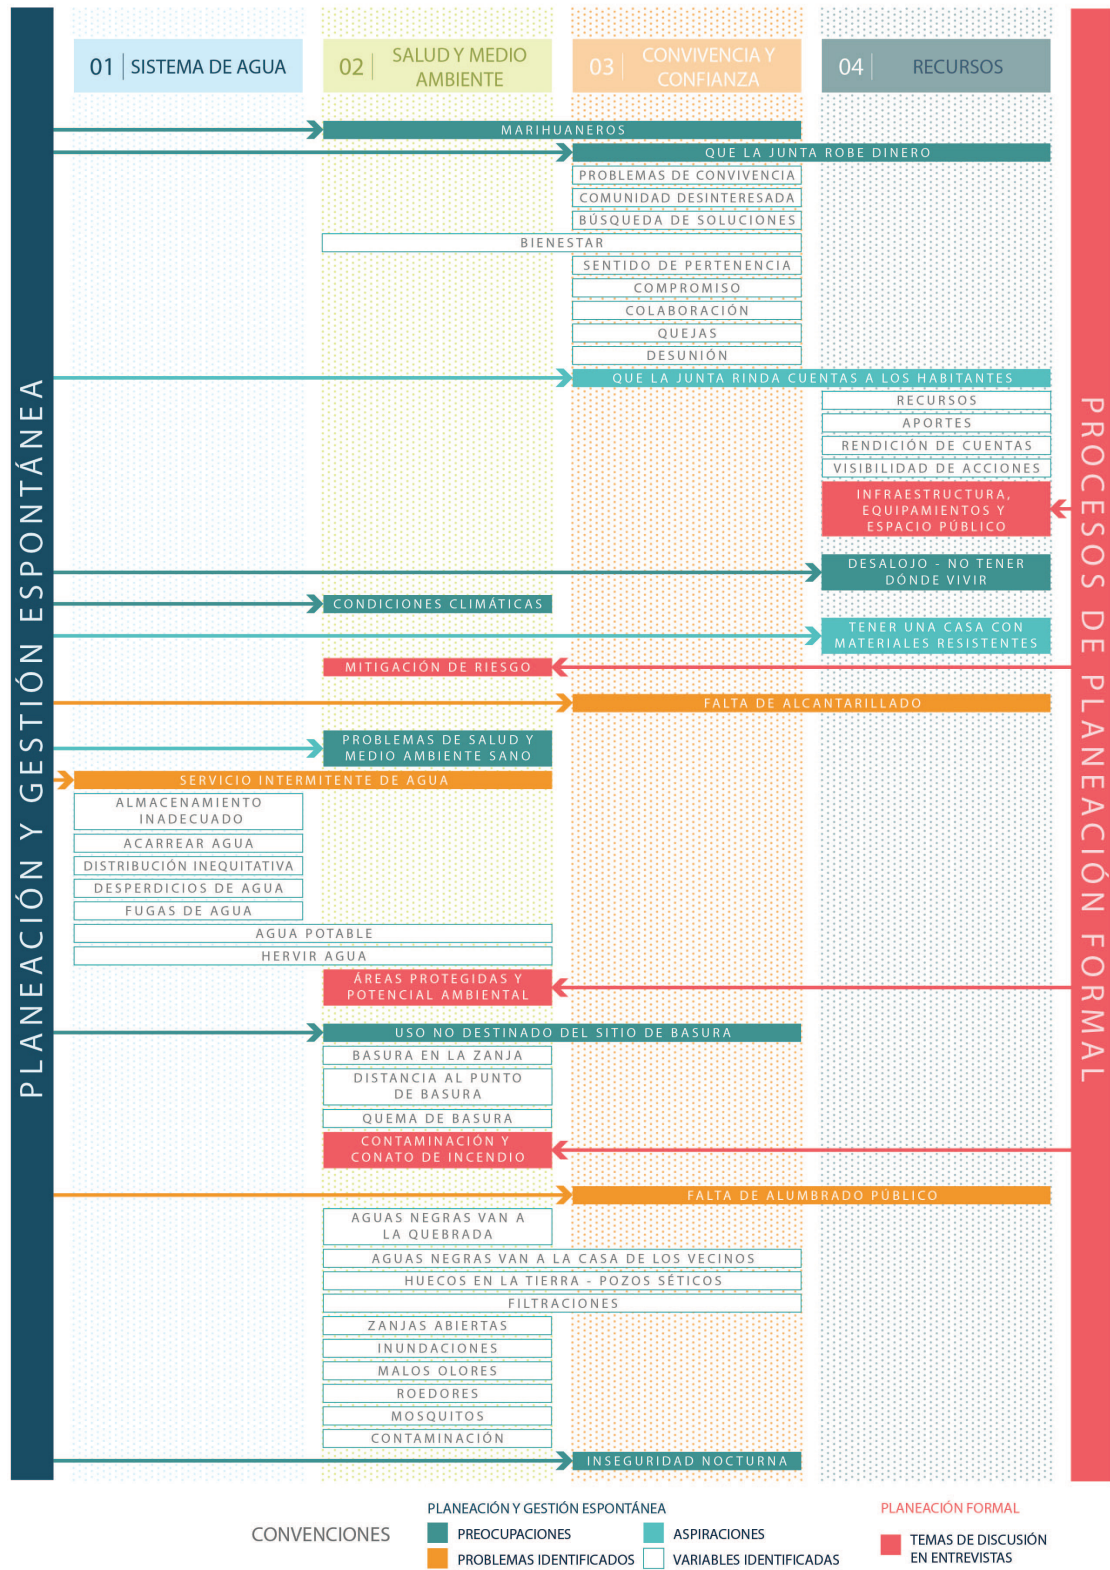 01 | SISTEMA DE AGUA
02 | SALUD Y MEDIO
AMBIENTE
03 | CONVIVENCIA Y
CONFIANZA
04 | RECURSOS
PLANEACIÓN Y GESTIÓN ESPONTÁNEA
PROCESOS DE PLANEACIÓN FORMAL
MARIHUANEROS
QUE LA JUNTA ROBE DINERO
PROBLEMAS DE CONVIVENCIA
COMUNIDAD DESINTERESADA
BÚSQUEDA DE SOLUCIONES
BIENESTAR
SENTIDO DE PERTENENCIA
COMPROMISO
COLABORACIÓN
QUEJAS
DESUNIÓN
QUE LA JUNTA RINDA CUENTAS A LOS HABITANTES
RECURSOS
APORTES
RENDICIÓN DE CUENTAS
VISIBILIDAD DE ACCIONES
INFRAESTRUCTURA,
EQUIPAMIENTOS Y
ESPACIO PÚBLICO
DESALOJO - NO TENER
DÓNDE VIVIR
CONDICIONES CLIMÁTICAS
TENER UNA CASA CON
MATERIALES RESISTENTES
MITIGACIÓN DE RIESGO
FALTA DE ALCANTARILLADO
PROBLEMAS DE SALUD Y
MEDIO AMBIENTE SANO
SERVICIO INTERMITENTE DE AGUA
ALMACENAMIENTO
INADECUADO
ACARREAR AGUA
DISTRIBUCIÓN INEQUITATIVA
DESPERDICIOS DE AGUA
FUGAS DE AGUA
AGUA POTABLE
HERVIR AGUA
ÁREAS PROTEGIDAS Y
POTENCIAL AMBIENTAL
USO NO DESTINADO DEL SITIO DE BASURA
BASURA EN LA ZANJA
DISTANCIA AL PUNTO
DE BASURA
QUEMA DE BASURA
CONTAMINACIÓN Y
CONATO DE INCENDIO
FALTA DE ALUMBRADO PÚBLICO
AGUAS NEGRAS VAN A
LA QUEBRADA
AGUAS NEGRAS VAN A LA CASA DE LOS VECINOS
HUECOS EN LA TIERRA - POZOS SÉTICOS
FILTRACIONES
ZANJAS ABIERTAS
INUNDACIONES
MALOS OLORES
ROEDORES
MOSQUITOS
CONTAMINACIÓN
INSEGURIDAD NOCTURNA
CONVENCIONES
PLANEACIÓN Y GESTIÓN ESPONTÁNEA
PREOCUPACIONES
ASPIRACIONES
PROBLEMAS IDENTIFICADOS
VARIABLES IDENTIFICADAS
PLANEACIÓN FORMAL
TEMAS DE DISCUSIÓN
EN ENTREVISTAS